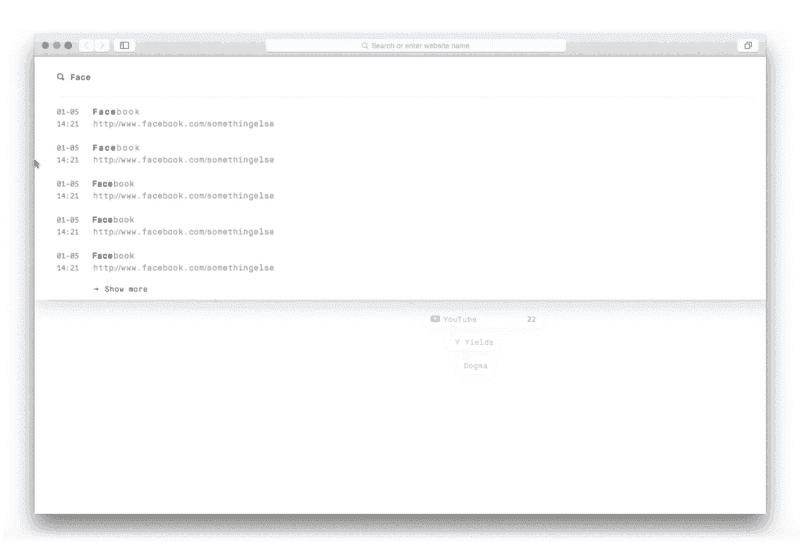 Search or enter website name
Face
01-05 Facebook
14:21 http://www.facebook.com/somethingelse
01-05 Facebook
14:21 http://www.facebook.com/somethingelse
01-05 Facebook
14:21 http://www.facebook.com/somethingelse
01-05 Facebook
14:21 http://www.facebook.com/somethingelse
01-05 Facebook
14:21 http://www.facebook.com/somethingelse
→ Show more
YouTube 22
Y Yields
Dogma